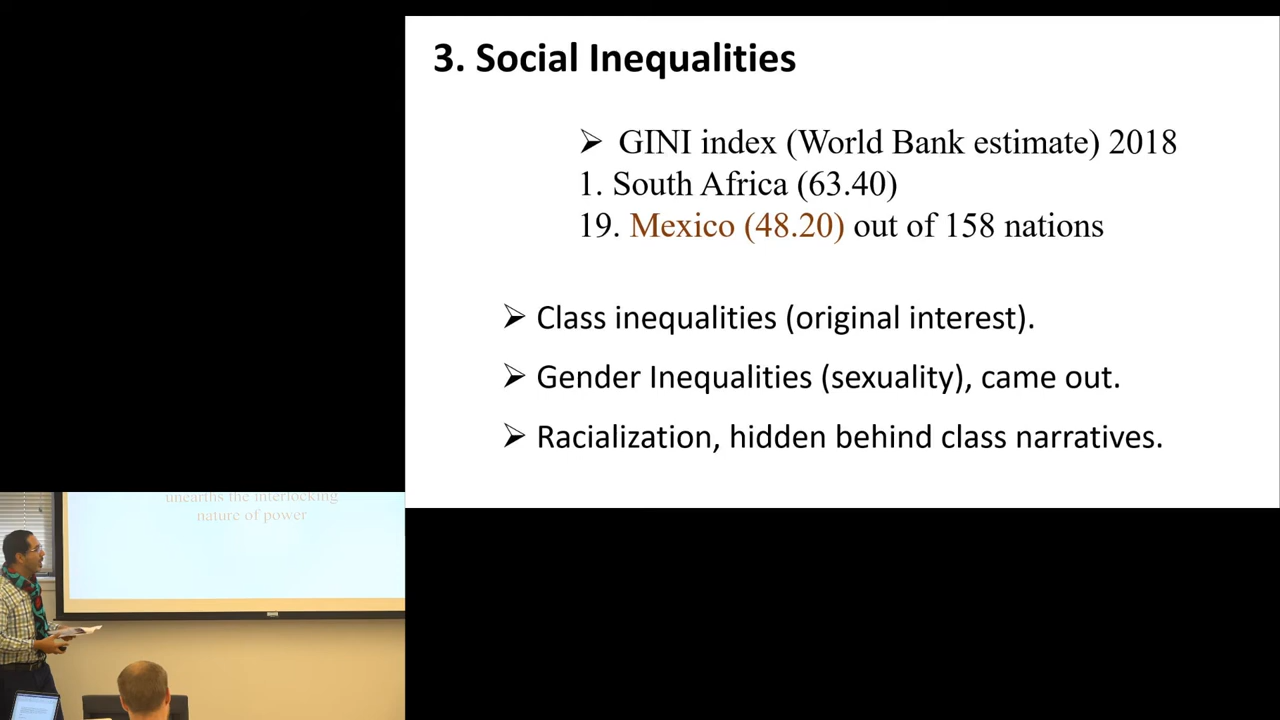 3. Social Inequalities
➢ GINI index (World Bank estimate) 2018
1. South Africa (63.40)
19. Mexico (48.20) out of 158 nations
➢ Class inequalities (original interest).
➢ Gender Inequalities (sexuality), came out.
➢ Racialization, hidden behind class narratives.
unearths the interlocking
nature of power